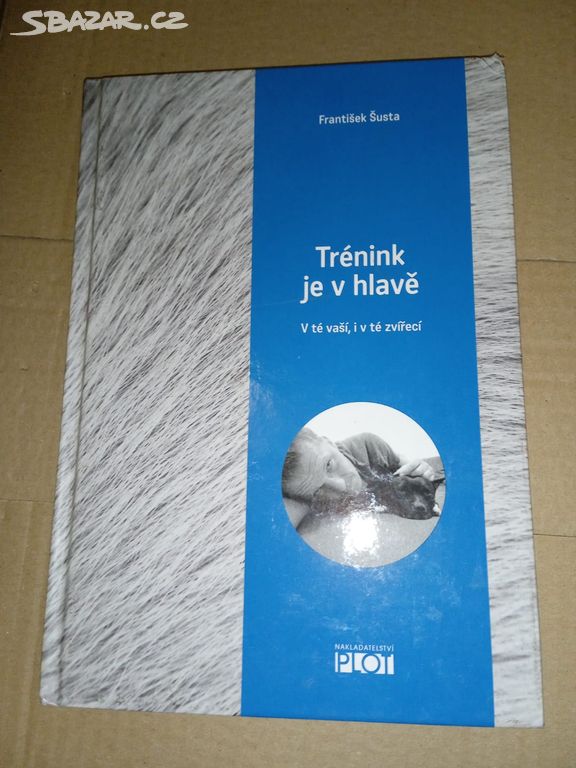 SBAZAR.CZ
František Šusta
Trénink
je v hlavě
V té vaší, i v té zvířecí
NAKLADATELSTVÍ
PLOT